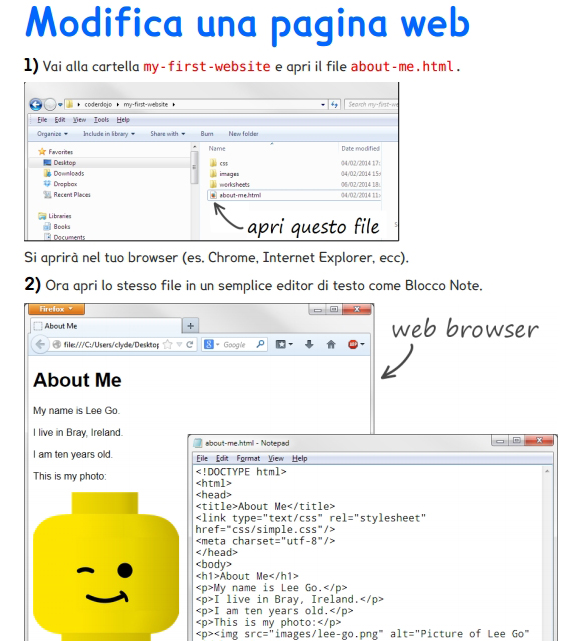 Modifica una pagina web
1) Vai alla cartella my-first-website e apri il file about-me.html.
coderdojo ▸ my-first-website ▸
Search my-first-we
File Edit View Tools Help
Organize Include in library Share with Burn New folder
Favorites
Desktop
Downloads
Dropbox
Recent Places
Libraries
Books
Documents
Name Date modified
css 04/02/2014 17:
images 04/02/2014 15:
worksheets 06/02/2014 18:
about-me.html 04/02/2014 11:
apri questo file
Si aprirà nel tuo browser (es. Chrome, Internet Explorer, ecc).
2) Ora apri lo stesso file in un semplice editor di testo come Blocco Note.
Firefox
About Me
file:///C:/Users/clyde/Desktop
Google
web browser
About Me
My name is Lee Go.
I live in Bray, Ireland.
I am ten years old.
This is my photo:
about-me.html - Notepad
File Edit Format View Help
<!DOCTYPE html>
<html>
<head>
<title>About Me</title>
<link type="text/css" rel="stylesheet"
href="css/simple.css"/>
<meta charset="utf-8"/>
</head>
<body>
<h1>About Me</h1>
<p>My name is Lee Go.</p>
<p>I live in Bray, Ireland.</p>
<p>I am ten years old.</p>
<p>This is my photo:</p>
<p><img src="images/lee-go.png" alt="Picture of Lee Go"